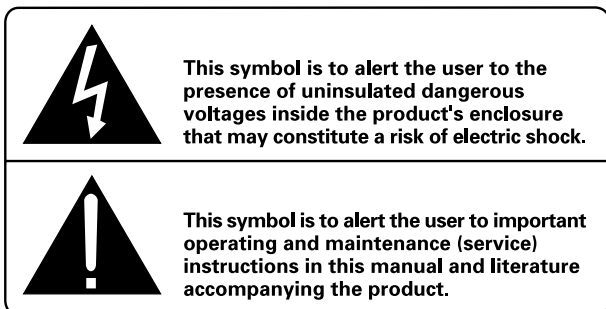 This symbol is to alert the user to the
presence of uninsulated dangerous
voltages inside the product's enclosure
that may constitute a risk of electric shock.
This symbol is to alert the user to important
operating and maintenance (service)
instructions in this manual and literature
accompanying the product.